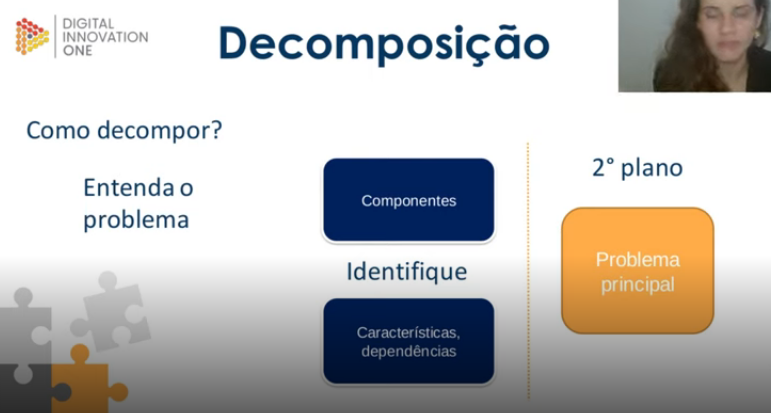 DIGITAL
INNOVATION
ONE
Decomposição
Como decompor?
Entenda o
problema
Componentes
Identifique
Características,
dependências
2° plano
Problema
principal